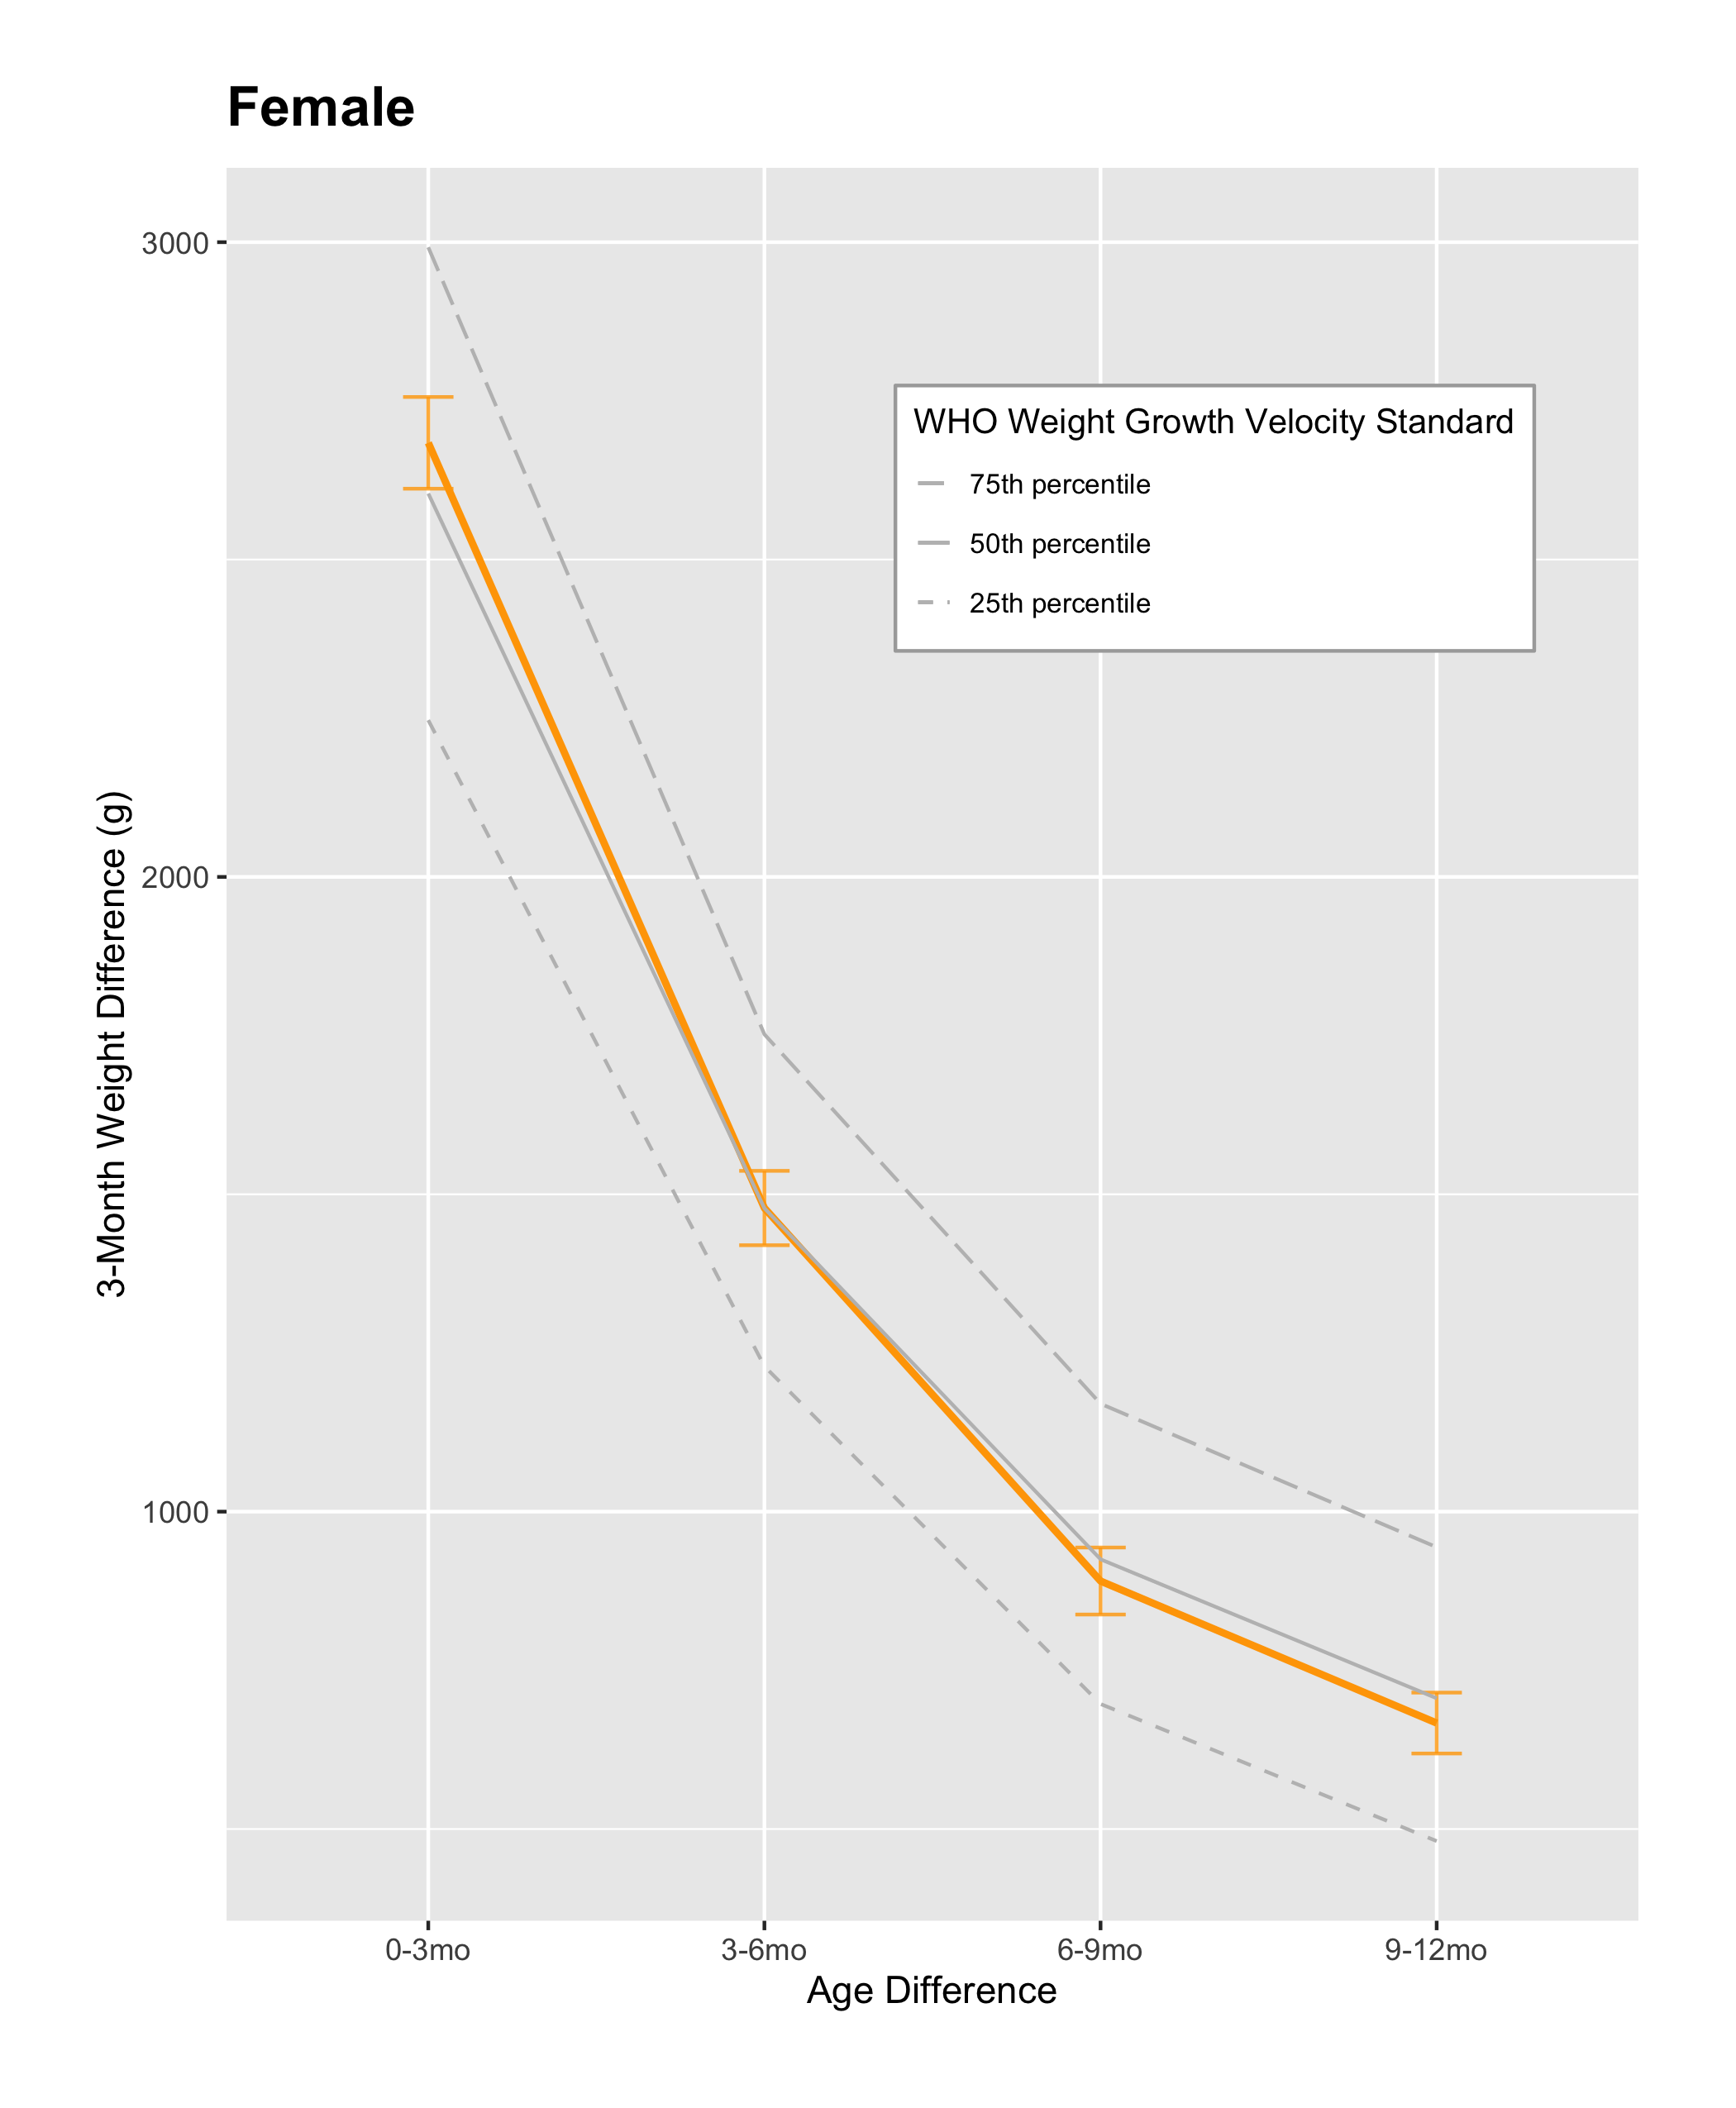 Female
3000
2000
1000
3-Month Weight Difference (g)
WHO Weight Growth Velocity Standard
75th percentile
50th percentile
25th percentile
0-3mo
3-6mo
6-9mo
9-12mo
Age Difference